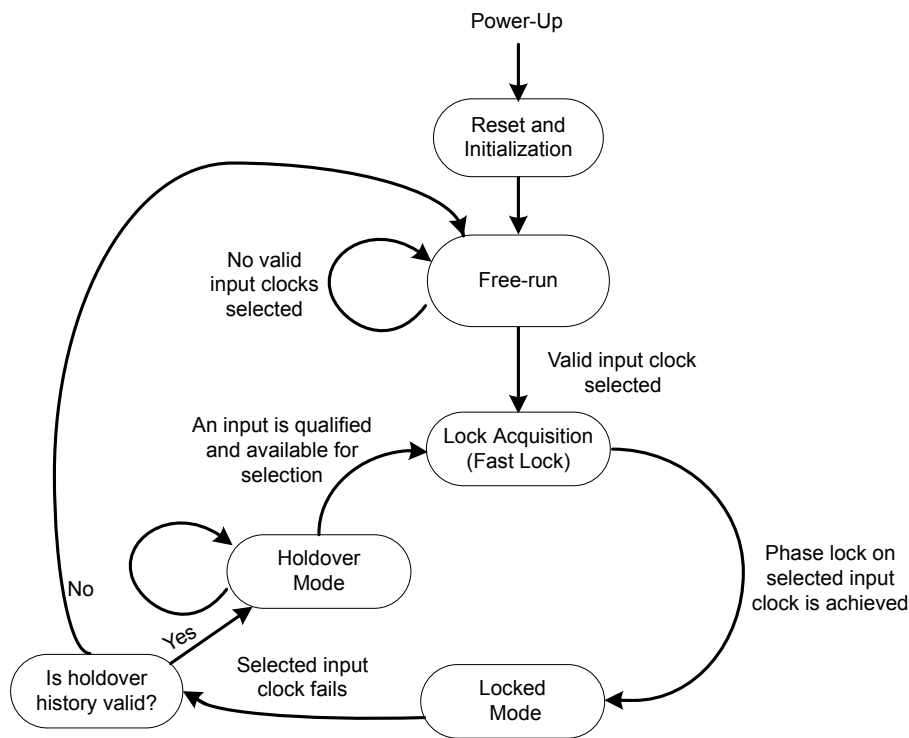 Power-Up
Reset and
Initialization
No valid
input clocks
selected
Free-run
Valid input clock
selected
An input is qualified
and available for
selection
Lock Acquisition
(Fast Lock)
Holdover
Mode
Phase lock on
selected input
clock is achieved
No
Yes
Is holdover
history valid?
Selected input
clock fails
Locked
Mode